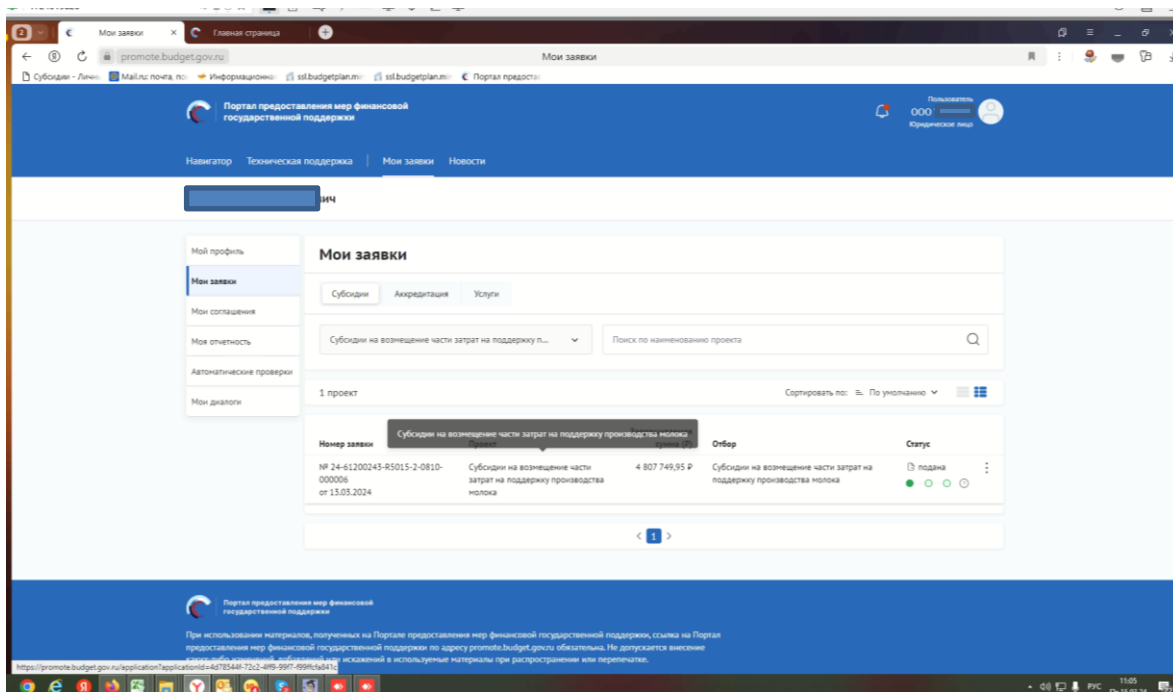 2
Мои заявки
Главная страница
promote.budget.gov.ru
Мои заявки
Субсидии - Личн
Mail.ru: почта, по
Информационна
ssl.budgetplan.mi
ssl.budgetplan.mi
Портал предоста
Портал предоставления мер финансовой
государственной поддержки
Пользователь
ООО
Юридическое лицо
Навигатор Техническая поддержка | Мои заявки Новости
ич
Мой профиль
Мои заявки
Мои соглашения
Моя отчетность
Автоматические проверки
Мои диалоги
Мои заявки
Субсидии Аккредитация Услуги
Субсидии на возмещение части затрат на поддержку п...
Поиск по наименованию проекта
1 проект
Сортировать по: По умолчанию
Субсидии на возмещение части затрат на поддержку производства молока
Номер заявки
Отбор
Статус
№ 24-61200243-R5015-2-0810-
000006
от 13.03.2024
Субсидии на возмещение части
затрат на поддержку производства
молока
4 807 749,95 ₽
Субсидии на возмещение части затрат на
поддержку производства молока
подана
< 1 >
Портал предоставления мер финансовой
государственной поддержки
При использовании материалов, полученных на Портале предоставления мер финансовой государственной поддержки, ссылка на Портал
предоставления мер финансовой государственной поддержки по адресу promote.budget.gov.ru обязательна. Не допускается внесение
искажений в используемые материалы при распространении или перепечатке.
РУС
11:05